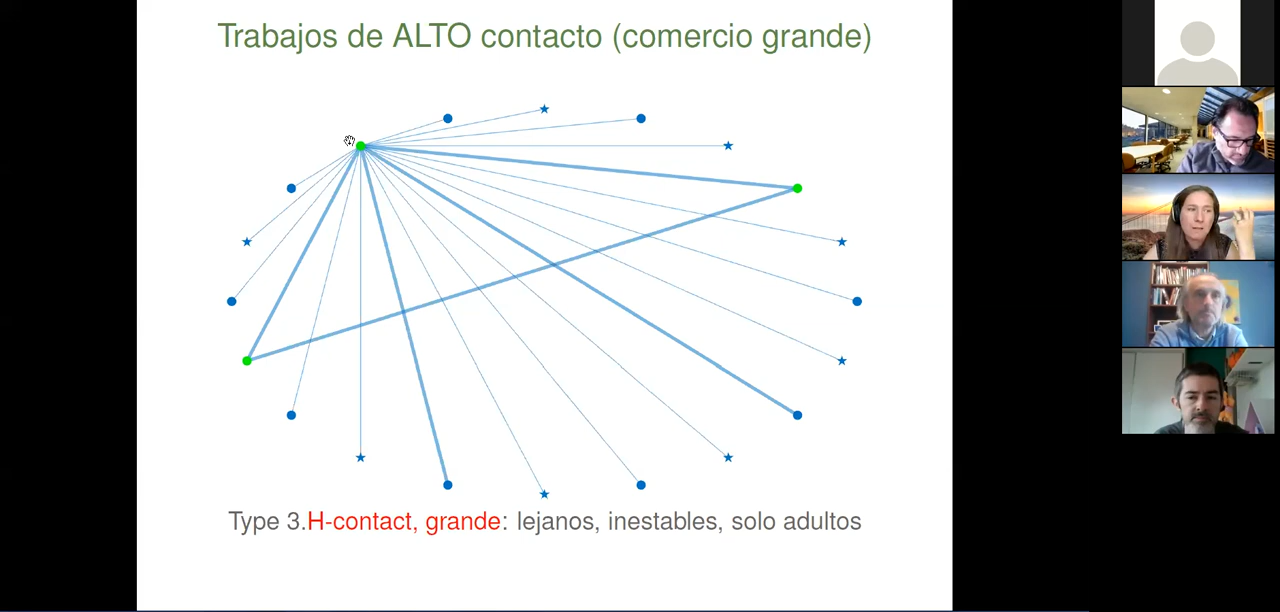 Trabajos de ALTO contacto (comercio grande)
Type 3.H-contact, grande: lejanos, inestables, solo adultos